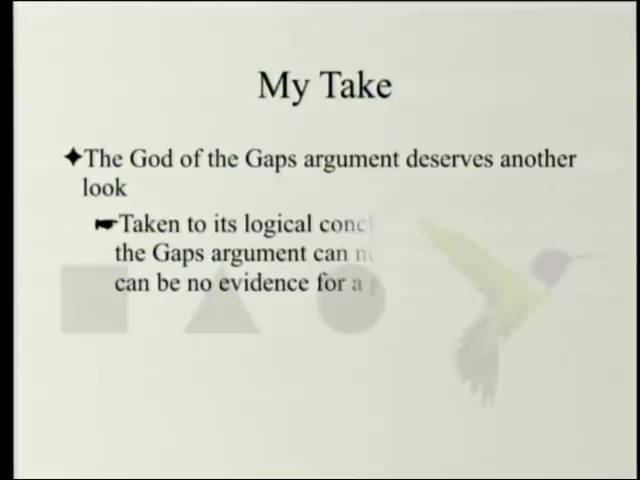 My Take
The God of the Gaps argument deserves another
look
Taken to its logical
the Gaps argument can
can be no evidence for a